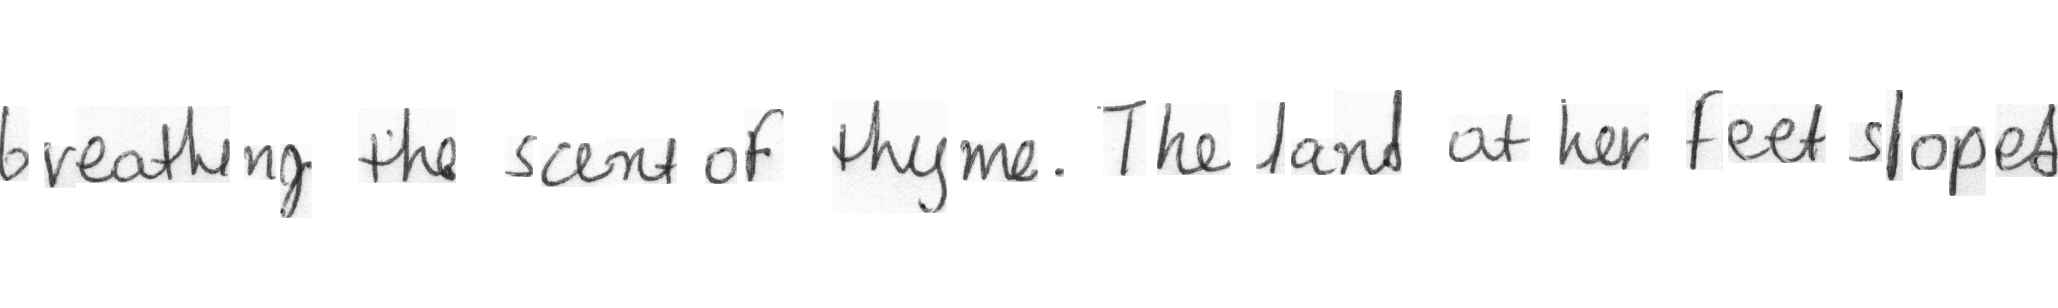 breathing the scent of thyme. The land at her feet sloped